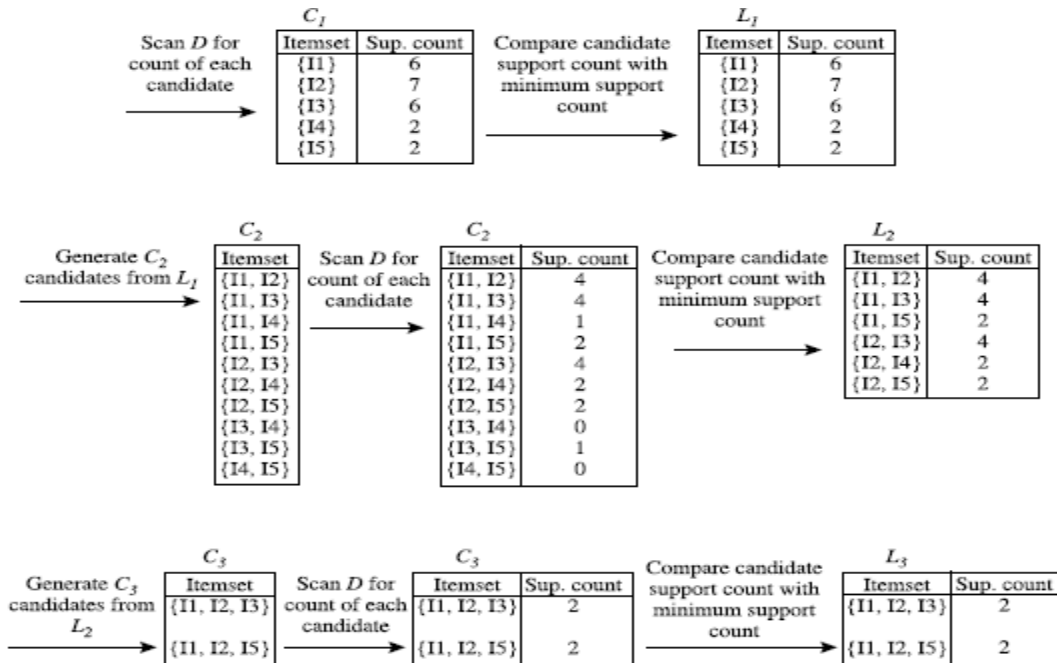 C1
L1
Scan D for
count of each
candidate
Itemset Sup. count
{I1} 6
{I2} 7
{I3} 6
{I4} 2
{I5} 2
Compare candidate
support count with
minimum support
count
Itemset Sup. count
{I1} 6
{I2} 7
{I3} 6
{I4} 2
{I5} 2
Generate C2
candidates from L1
C2
Itemset
{I1, I2}
{I1, I3}
{I1, I4}
{I1, I5}
{I2, I3}
{I2, I4}
{I2, I5}
{I3, I4}
{I3, I5}
{I4, I5}
Scan D for
count of each
candidate
C2
Itemset Sup. count
{I1, I2} 4
{I1, I3} 4
{I1, I4} 1
{I1, I5} 2
{I2, I3} 4
{I2, I4} 2
{I2, I5} 2
{I3, I4} 0
{I3, I5} 1
{I4, I5} 0
Compare candidate
support count with
minimum support
count
L2
Itemset Sup. count
{I1, I2} 4
{I1, I3} 4
{I1, I5} 2
{I2, I3} 4
{I2, I4} 2
{I2, I5} 2
Generate C3
candidates from
L2
C3
Itemset
{I1, I2, I3}
{I1, I2, I5}
Scan D for
count of each
candidate
C3
Itemset Sup. count
{I1, I2, I3} 2
{I1, I2, I5} 2
Compare candidate
support count with
minimum support
count
L3
Itemset Sup. count
{I1, I2, I3} 2
{I1, I2, I5} 2